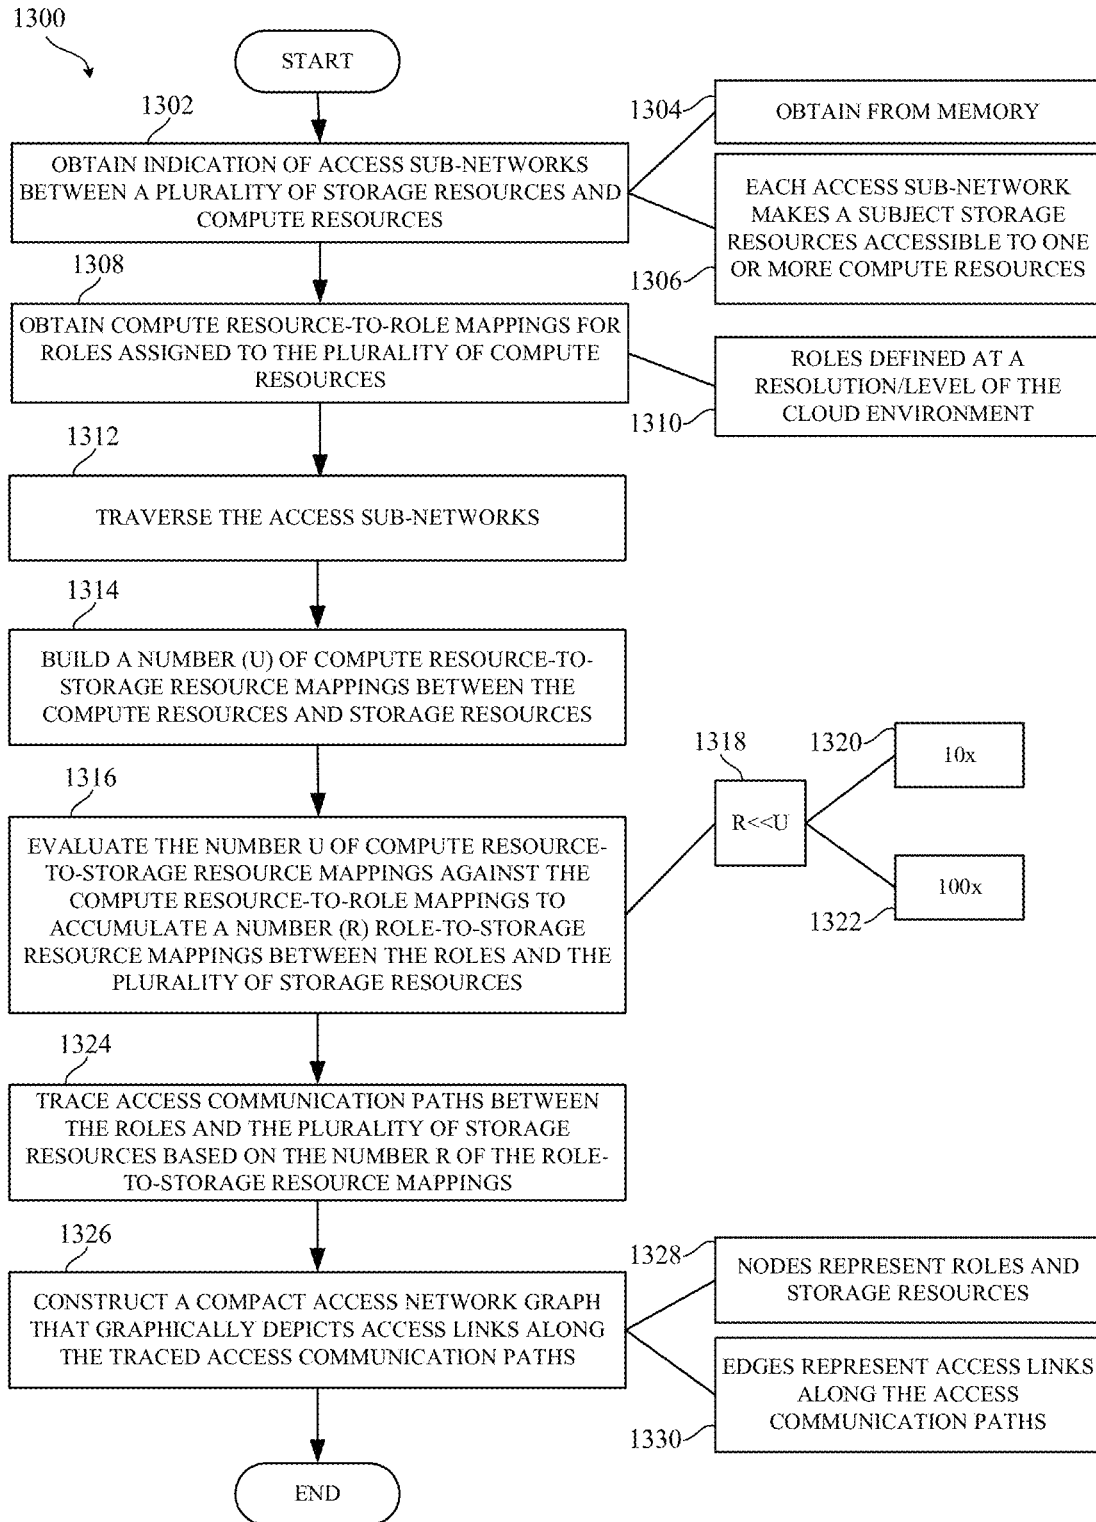 1300
START
1302
OBTAIN INDICATION OF ACCESS SUB-NETWORKS
BETWEEN A PLURALITY OF STORAGE RESOURCES AND
COMPUTE RESOURCES
1304
OBTAIN FROM MEMORY
EACH ACCESS SUB-NETWORK
MAKES A SUBJECT STORAGE
RESOURCES ACCESSIBLE TO ONE
OR MORE COMPUTE RESOURCES
1306
1308
OBTAIN COMPUTE RESOURCE-TO-ROLE MAPPINGS FOR
ROLES ASSIGNED TO THE PLURALITY OF COMPUTE
RESOURCES
ROLES DEFINED AT A
RESOLUTION/LEVEL OF THE
CLOUD ENVIRONMENT
1310
1312
TRAVERSE THE ACCESS SUB-NETWORKS
1314
BUILD A NUMBER (U) OF COMPUTE RESOURCE-TO-
STORAGE RESOURCE MAPPINGS BETWEEN THE
COMPUTE RESOURCES AND STORAGE RESOURCES
1316
EVALUATE THE NUMBER U OF COMPUTE RESOURCE-
TO-STORAGE RESOURCE MAPPINGS AGAINST THE
COMPUTE RESOURCE-TO-ROLE MAPPINGS TO
ACCUMULATE A NUMBER (R) ROLE-TO-STORAGE
RESOURCE MAPPINGS BETWEEN THE ROLES AND THE
PLURALITY OF STORAGE RESOURCES
1318
R<<U
1320
10x
100x
1322
1324
TRACE ACCESS COMMUNICATION PATHS BETWEEN
THE ROLES AND THE PLURALITY OF STORAGE
RESOURCES BASED ON THE NUMBER R OF THE ROLE-
TO-STORAGE RESOURCE MAPPINGS
1326
CONSTRUCT A COMPACT ACCESS NETWORK GRAPH
THAT GRAPHICALLY DEPICTS ACCESS LINKS ALONG
THE TRACED ACCESS COMMUNICATION PATHS
1328
NODES REPRESENT ROLES AND
STORAGE RESOURCES
EDGES REPRESENT ACCESS LINKS
ALONG THE ACCESS
COMMUNICATION PATHS
1330
END